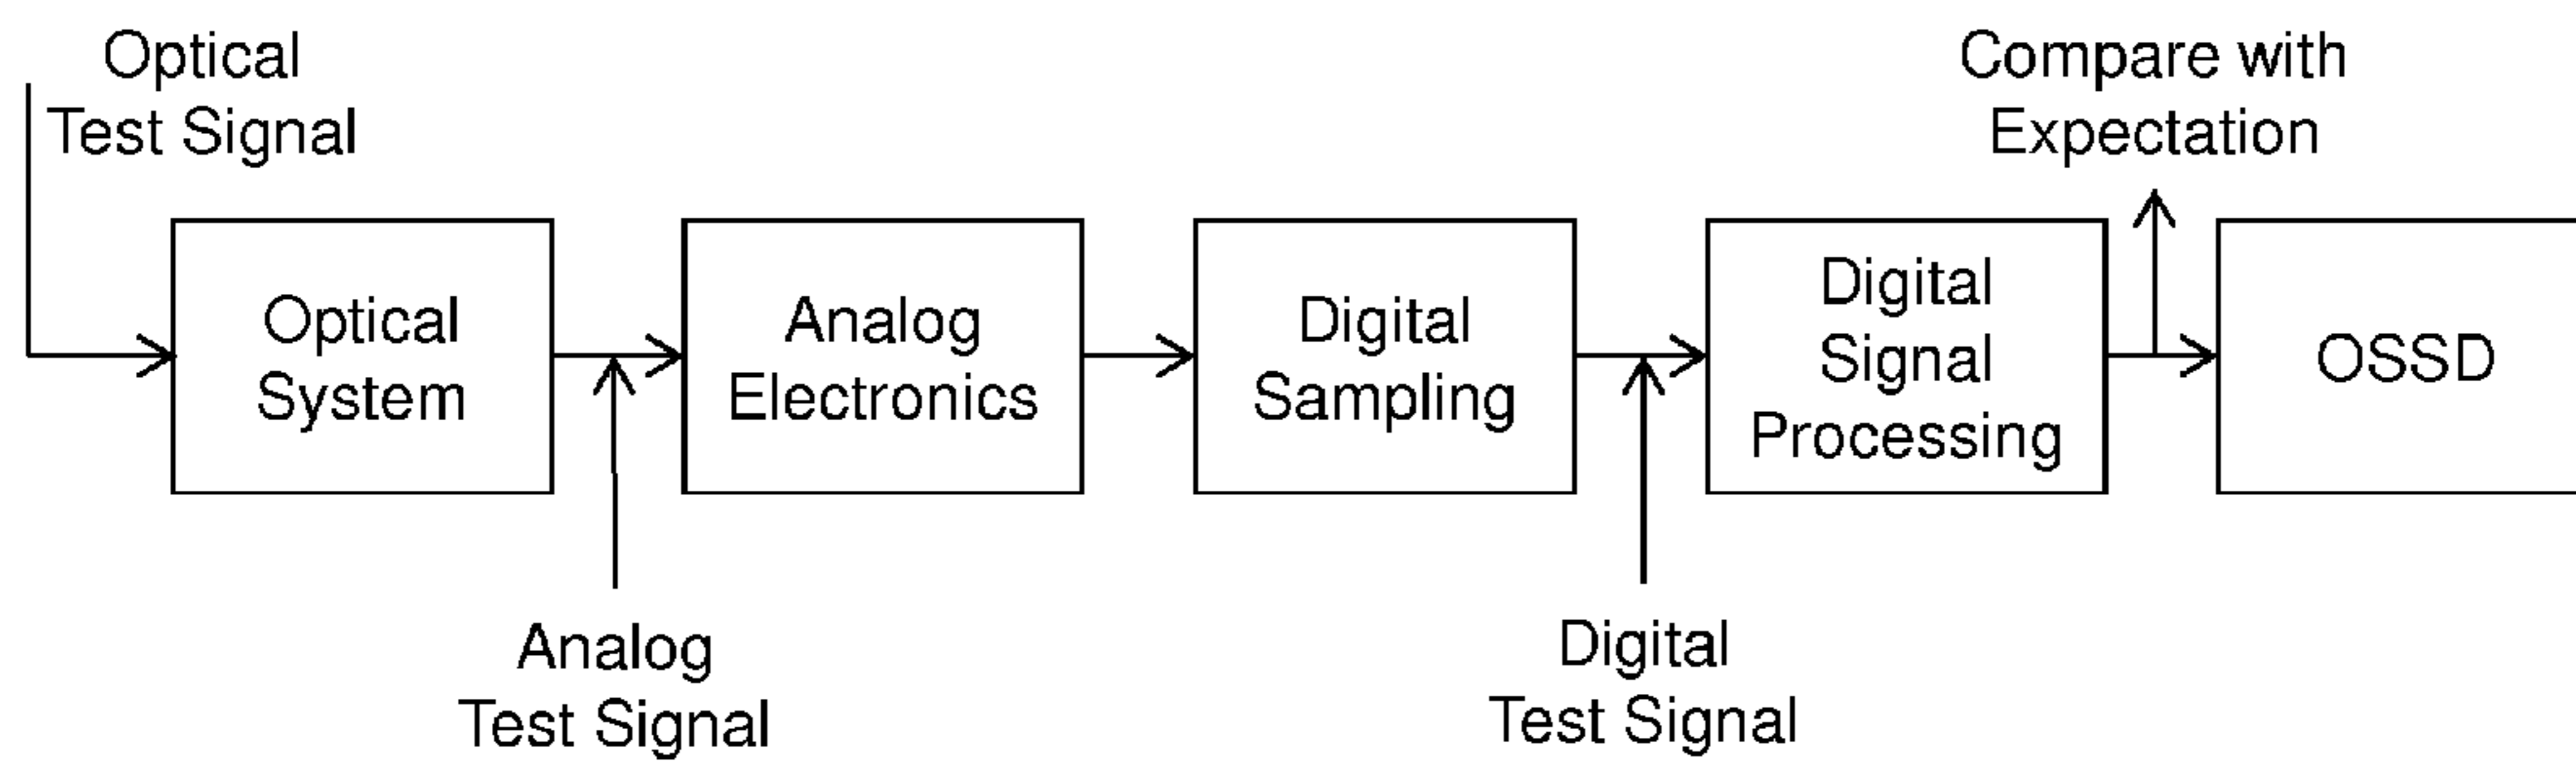 Optical
Test Signal
Compare with
Expectation
Optical
System
Analog
Electronics
Digital
Sampling
Digital
Signal
Processing
OSSD
Analog
Test Signal
Digital
Test Signal